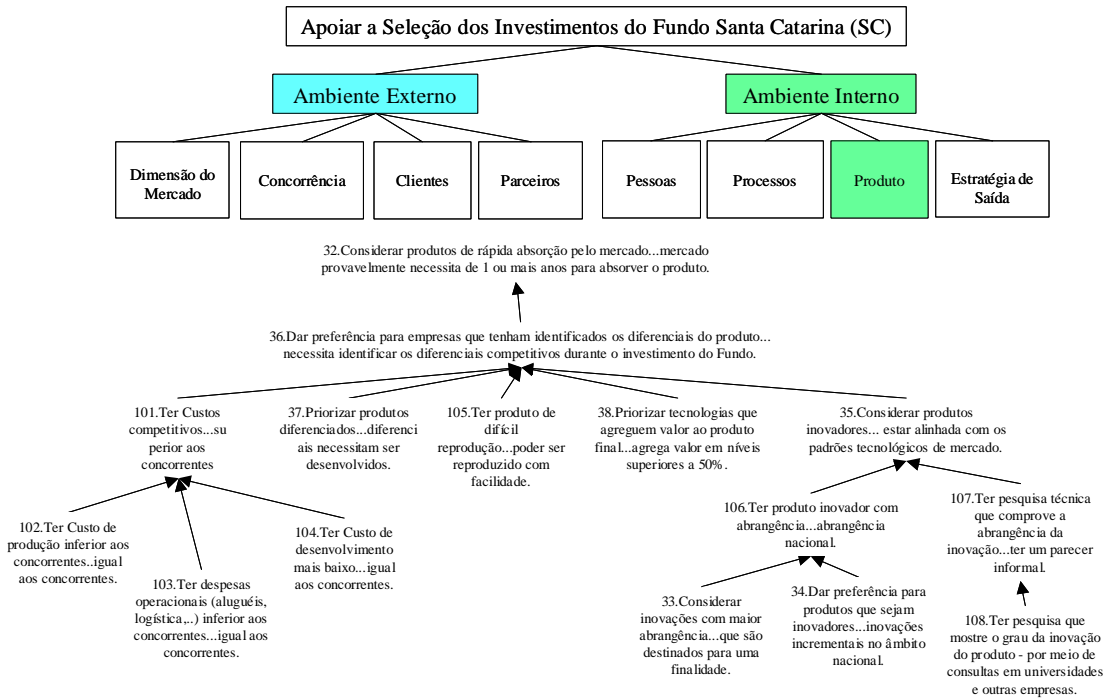 Apoiar a Seleção dos Investimentos do Fundo Santa Catarina (SC)
Ambiente Externo
Ambiente Interno
Dimensão do
Mercado
Concorrência
Clientes
Parceiros
Pessoas
Processos
Produto
Estratégia de
Saída
32.Considerar produtos de rápida absorção pelo mercado...mercado
provavelmente necessita de 1 ou mais anos para absorver o produto.
36.Dar preferência para empresas que tenham identificados os diferenciais do produto...
necessita identificar os diferenciais competitivos durante o investimento do Fundo.
101.Ter Custos
competitivos...su
perior aos
concorrentes
37.Priorizar produtos
diferenciados...diferenci
ais necessitam ser
desenvolvidos.
105.Ter produto de
difícil
reprodução...poder ser
reproduzido com
facilidade.
38.Priorizar tecnologias que
agreguem valor ao produto
final...agrega valor em níveis
superiores a 50%.
35.Considerar produtos
inovadores... estar alinhada com os
padrões tecnológicos de mercado.
102.Ter Custo de
produção inferior aos
concorrentes..igual
aos concorrentes.
103.Ter despesas
operacionais (aluguéis,
logística,..) inferior aos
concorrentes...igual aos
concorrentes.
104.Ter Custo de
desenvolvimento
mais baixo...igual
aos concorrentes.
106.Ter produto inovador com
abrangência...abrangência
nacional.
107.Ter pesquisa técnica
que comprove a
abrangência da
inovação...ter um parecer
informal.
33.Considerar
inovações com maior
abrangência...que são
destinados para uma
finalidade.
34.Dar preferência para
produtos que sejam
inovadores...inovações
incrementais no âmbito
nacional.
108.Ter pesquisa que
mostre o grau da inovação
do produto - por meio de
consultas em universidades
e outras empresas.